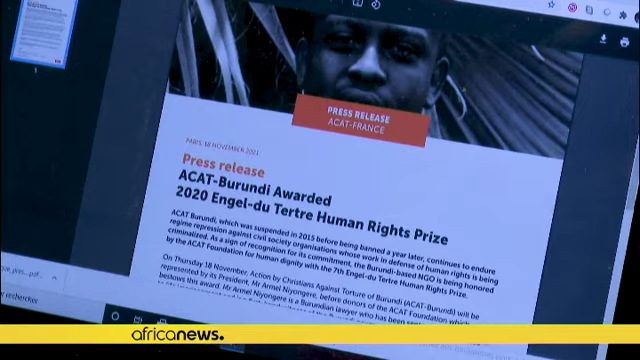 PRESS RELEASE
ACAT-FRANCE
PARIS, 18 NOVEMBER 2021
Press release
ACAT-Burundi Awarded
2020 Engel-du Tertre Human Rights Prize
ACAT Burundi, which was suspended in 2015 before being banned a year later, continues to endure
regime repression against civil society organisations whose work in defense of human rights is being
criminalized. As a sign of recognition for its commitment, the Burundi-based NGO is being honored
by the ACAT Foundation for human dignity with the 7th Engel-du Tertre Human Rights Prize.
On Thursday 18 November, Action by Christians Against Torture of Burundi (ACAT-Burundi) will be
represented by its President, Mr Armel Niyongere, before donors of the ACAT Foundation which
bestows this award. Mr Armel Niyongere is a Burundian lawyer who has been
1
rechercher
africanews.